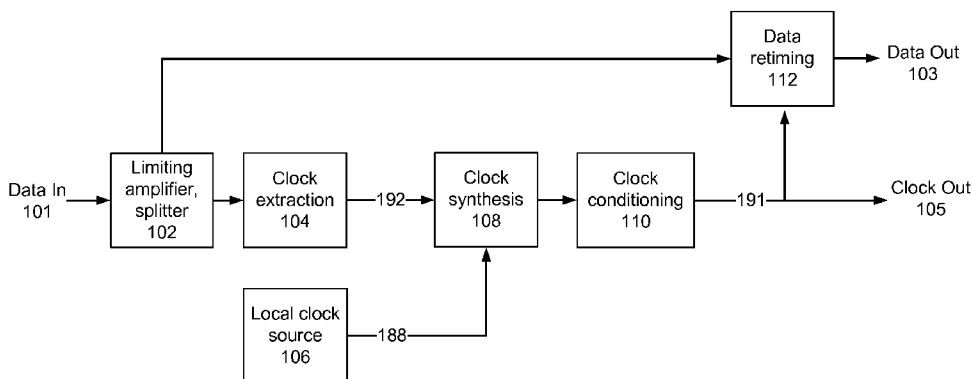 Data
retiming
112
Data Out
103
Data In
101
Limiting
amplifier,
splitter
102
Clock
extraction
104
192
Clock
synthesis
108
Clock
conditioning
110
191
Clock Out
105
Local clock
source
106
188